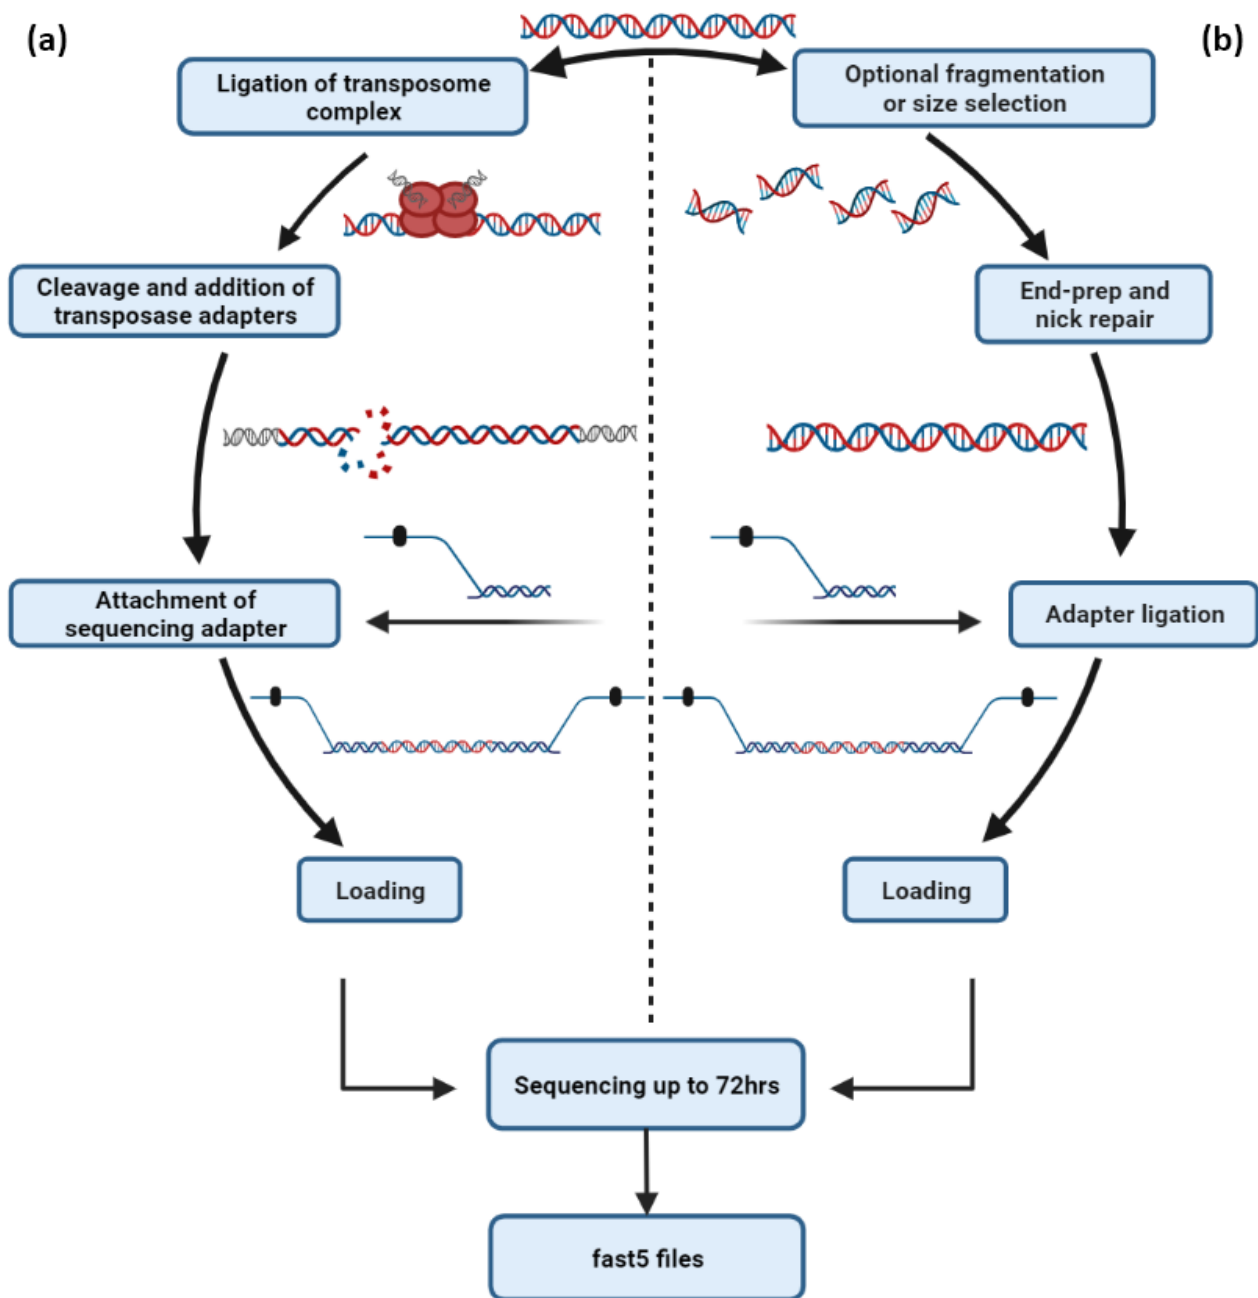 (a)
(b)
Ligation of transposome
complex
Optional fragmentation
or size selection
Cleavage and addition of
transposase adapters
End-prep and
nick repair
Attachment of
sequencing adapter
Adapter ligation
Loading
Loading
Sequencing up to 72hrs
fast5 files